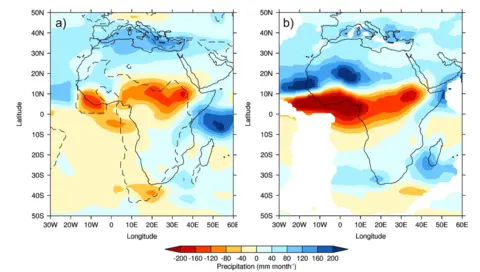 a)
50N
40N
30N
20N
10N
0
10S
20S
30S
40S
50S
Latitude
30W 20W 10W 0 10E 20E 30E 40E 50E 60E
Longitude
b)
50N
40N
30N
20N
10N
0
10S
20S
30S
40S
50S
Latitude
30W 20W 10W 0 10E 20E 30E 40E 50E 60E
Longitude
-200 -160 -120 -80 -40 0 40 80 120 160 200
Precipitation (mm month⁻)